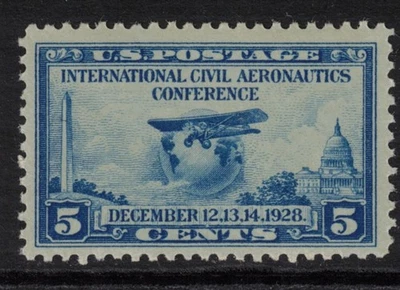 U.S. POSTAGE
INTERNATIONAL CIVIL AERONAUTICS
CONFERENCE
5 DECEMBER 12.13.14.1928. 5
CENTS